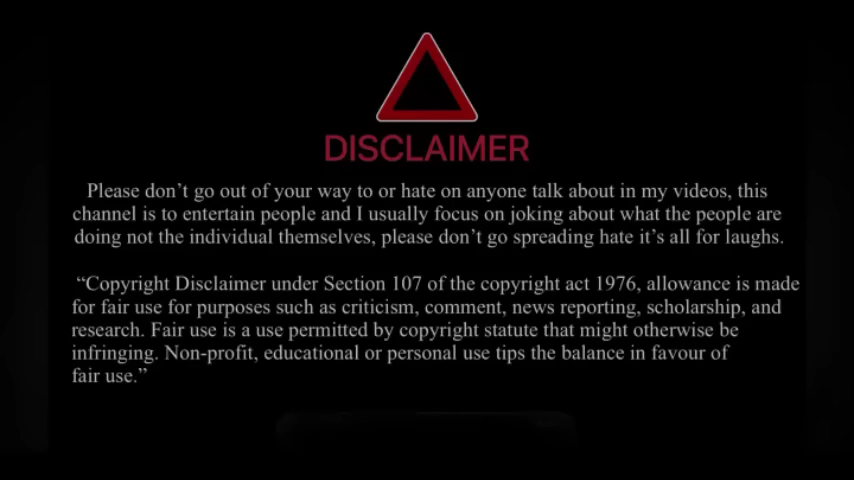 DISCLAIMER
Please don’t go out of your way to or hate on anyone talk about in my videos, this
channel is to entertain people and I usually focus on joking about what the people are
doing not the individual themselves, please don’t go spreading hate it’s all for laughs.
“Copyright Disclaimer under Section 107 of the copyright act 1976, allowance is made
for fair use for purposes such as criticism, comment, news reporting, scholarship, and
research. Fair use is a use permitted by copyright statute that might otherwise be
infringing. Non-profit, educational or personal use tips the balance in favour of
fair use.”